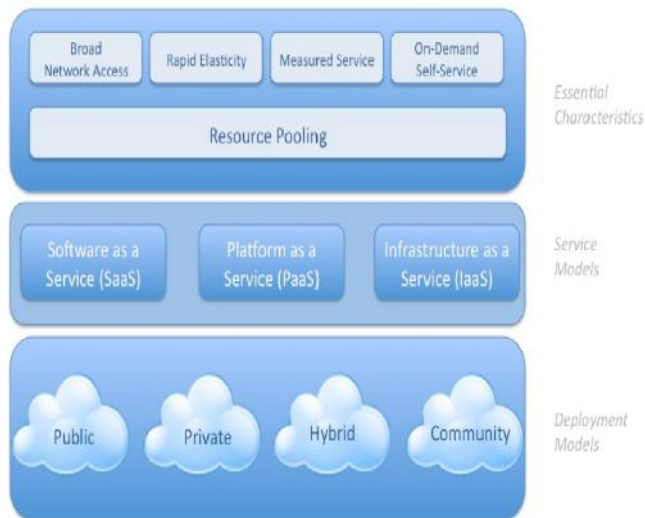 Broad
Network Access
Rapid Elasticity
Measured Service
On-Demand
Self-Service
Resource Pooling
Essential
Characteristics
Software as a
Service (SaaS)
Platform as a
Service (PaaS)
Infrastructure as a
Service (IaaS)
Service
Models
Public
Private
Hybrid
Community
Deployment
Models